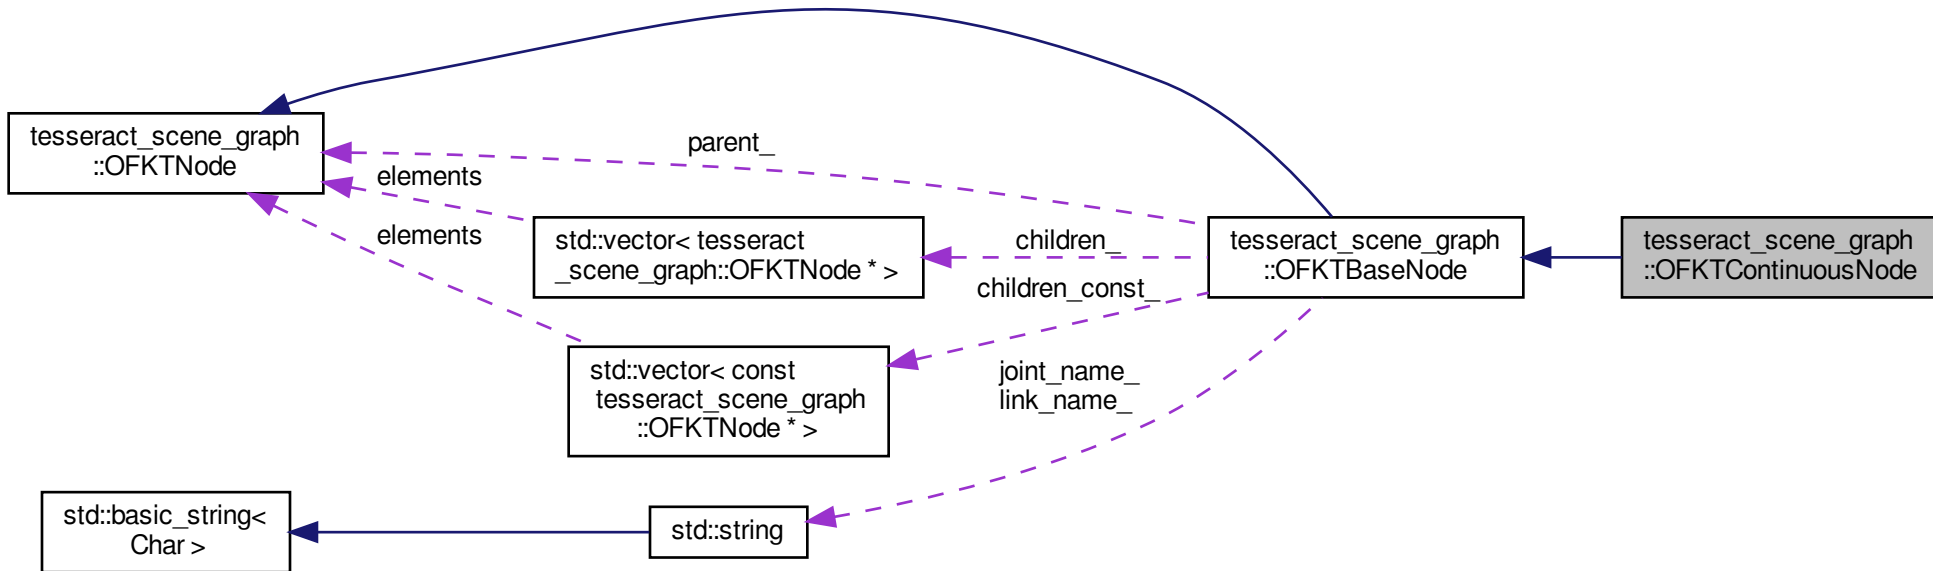 tesseract_scene_graph
::OFKTNode
parent_
elements
elements
std::vector< tesseract
_scene_graph::OFKTNode * >
children_
children_const_
tesseract_scene_graph
::OFKTBaseNode
tesseract_scene_graph
::OFKTContinuousNode
std::vector< const
tesseract_scene_graph
::OFKTNode * >
joint_name_
link_name_
std::basic_string<
Char >
std::string